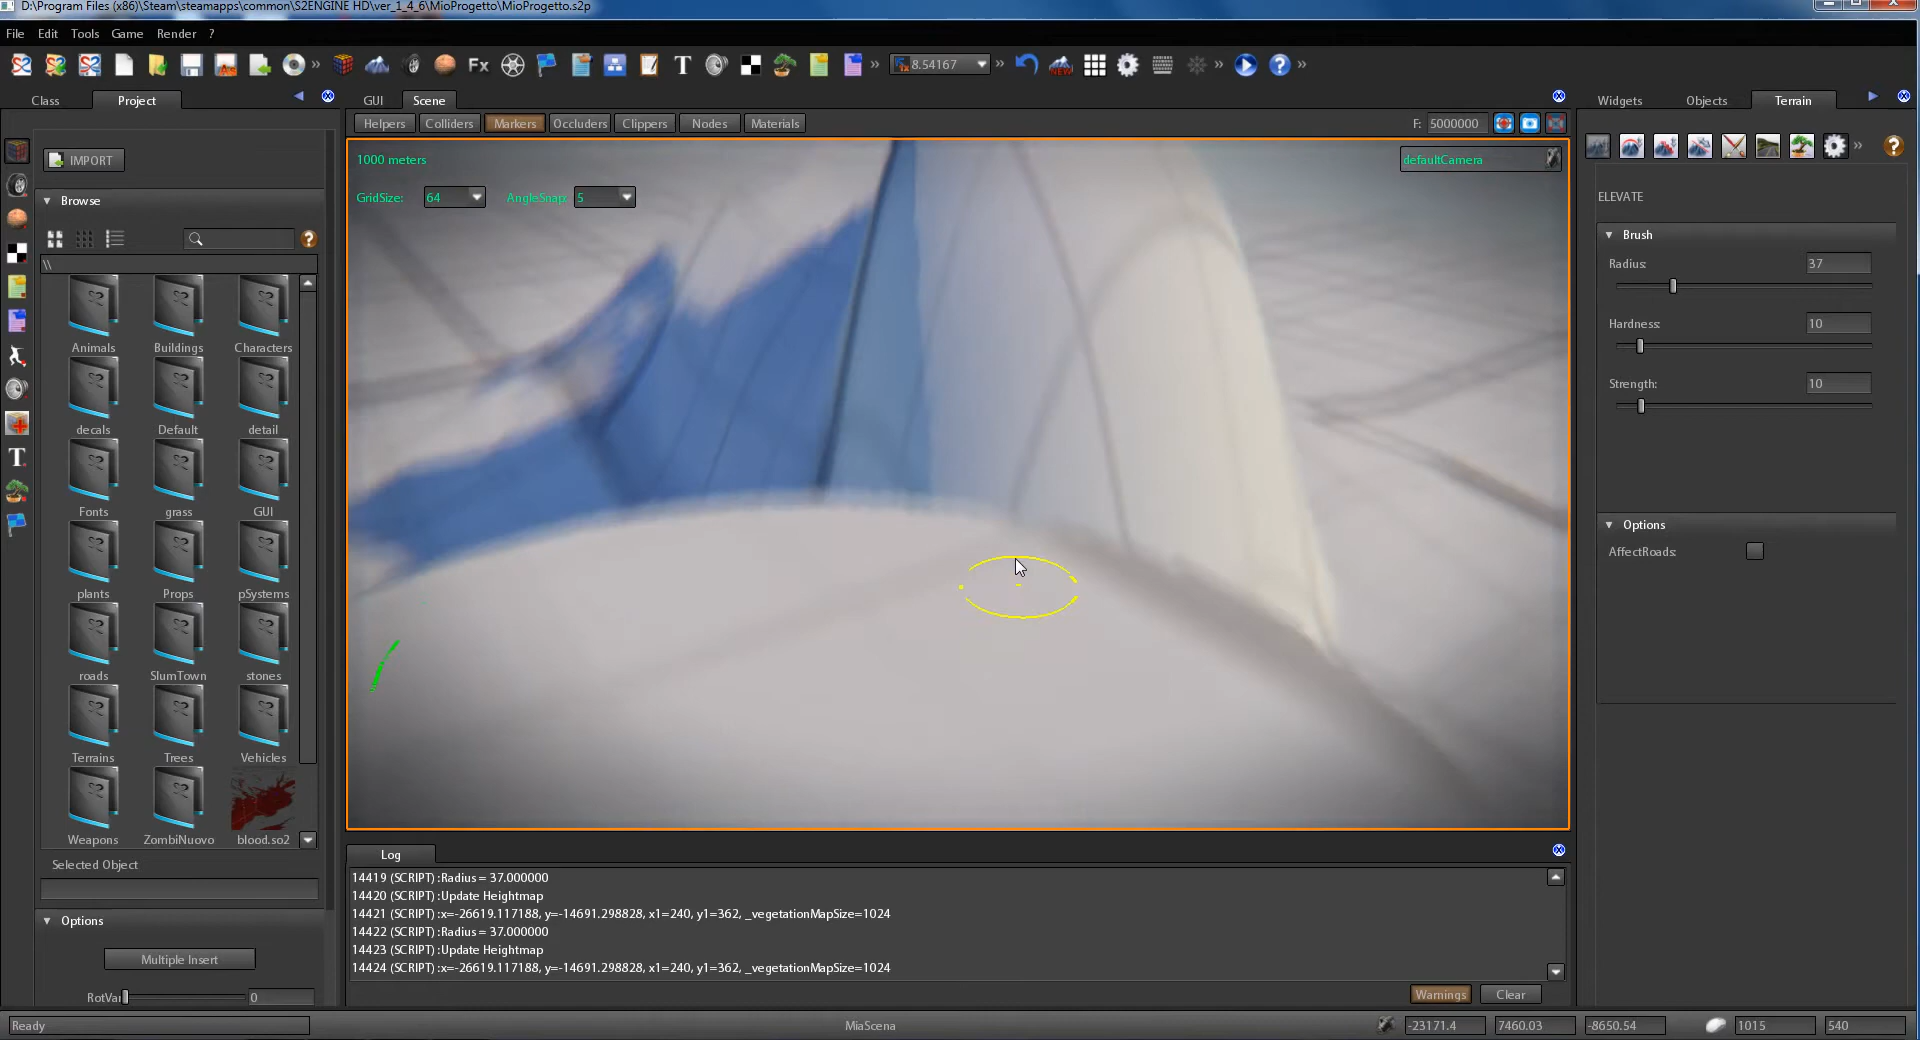 D:\Program Files (x86)\Steam\steamapps\common\S2ENGINE HD\ver_1_4_6\MioProgetto\MioProgetto.s2p
File Edit Tools Game Render ?
Fx T 8.54167
Class Project
GUI Scene
Widgets Objects Terrain
Helpers Colliders Markers Occluders Clippers Nodes Materials F: 5000000
IMPORT
1000 meters
defaultCamera
GridSize: 64 AngleSnap: 5
ELEVATE
Browse
\\
Brush
Radius: 37
Hardness: 10
Strength: 10
Options
AffectRoads:
Animals Buildings Characters
decals Default detail
Fonts grass GUI
plants Props pSystems
roads SlumTown stones
Terrains Trees Vehicles
Weapons ZombiNuovo blood.so2
T
Selected Object
Options
Multiple Insert
RotVar 0
Log
14419 (SCRIPT) :Radius = 37.000000
14420 (SCRIPT) :Update Heightmap
14421 (SCRIPT) :x=-26619.117188, y=-14691.298828, x1=240, y1=362, _vegetationMapSize=1024
14422 (SCRIPT) :Radius = 37.000000
14423 (SCRIPT) :Update Heightmap
14424 (SCRIPT) :x=-26619.117188, y=-14691.298828, x1=240, y1=362, _vegetationMapSize=1024
Warnings Clear
Ready MiaScena -23171.4 7460.03 -8650.54 1015 540